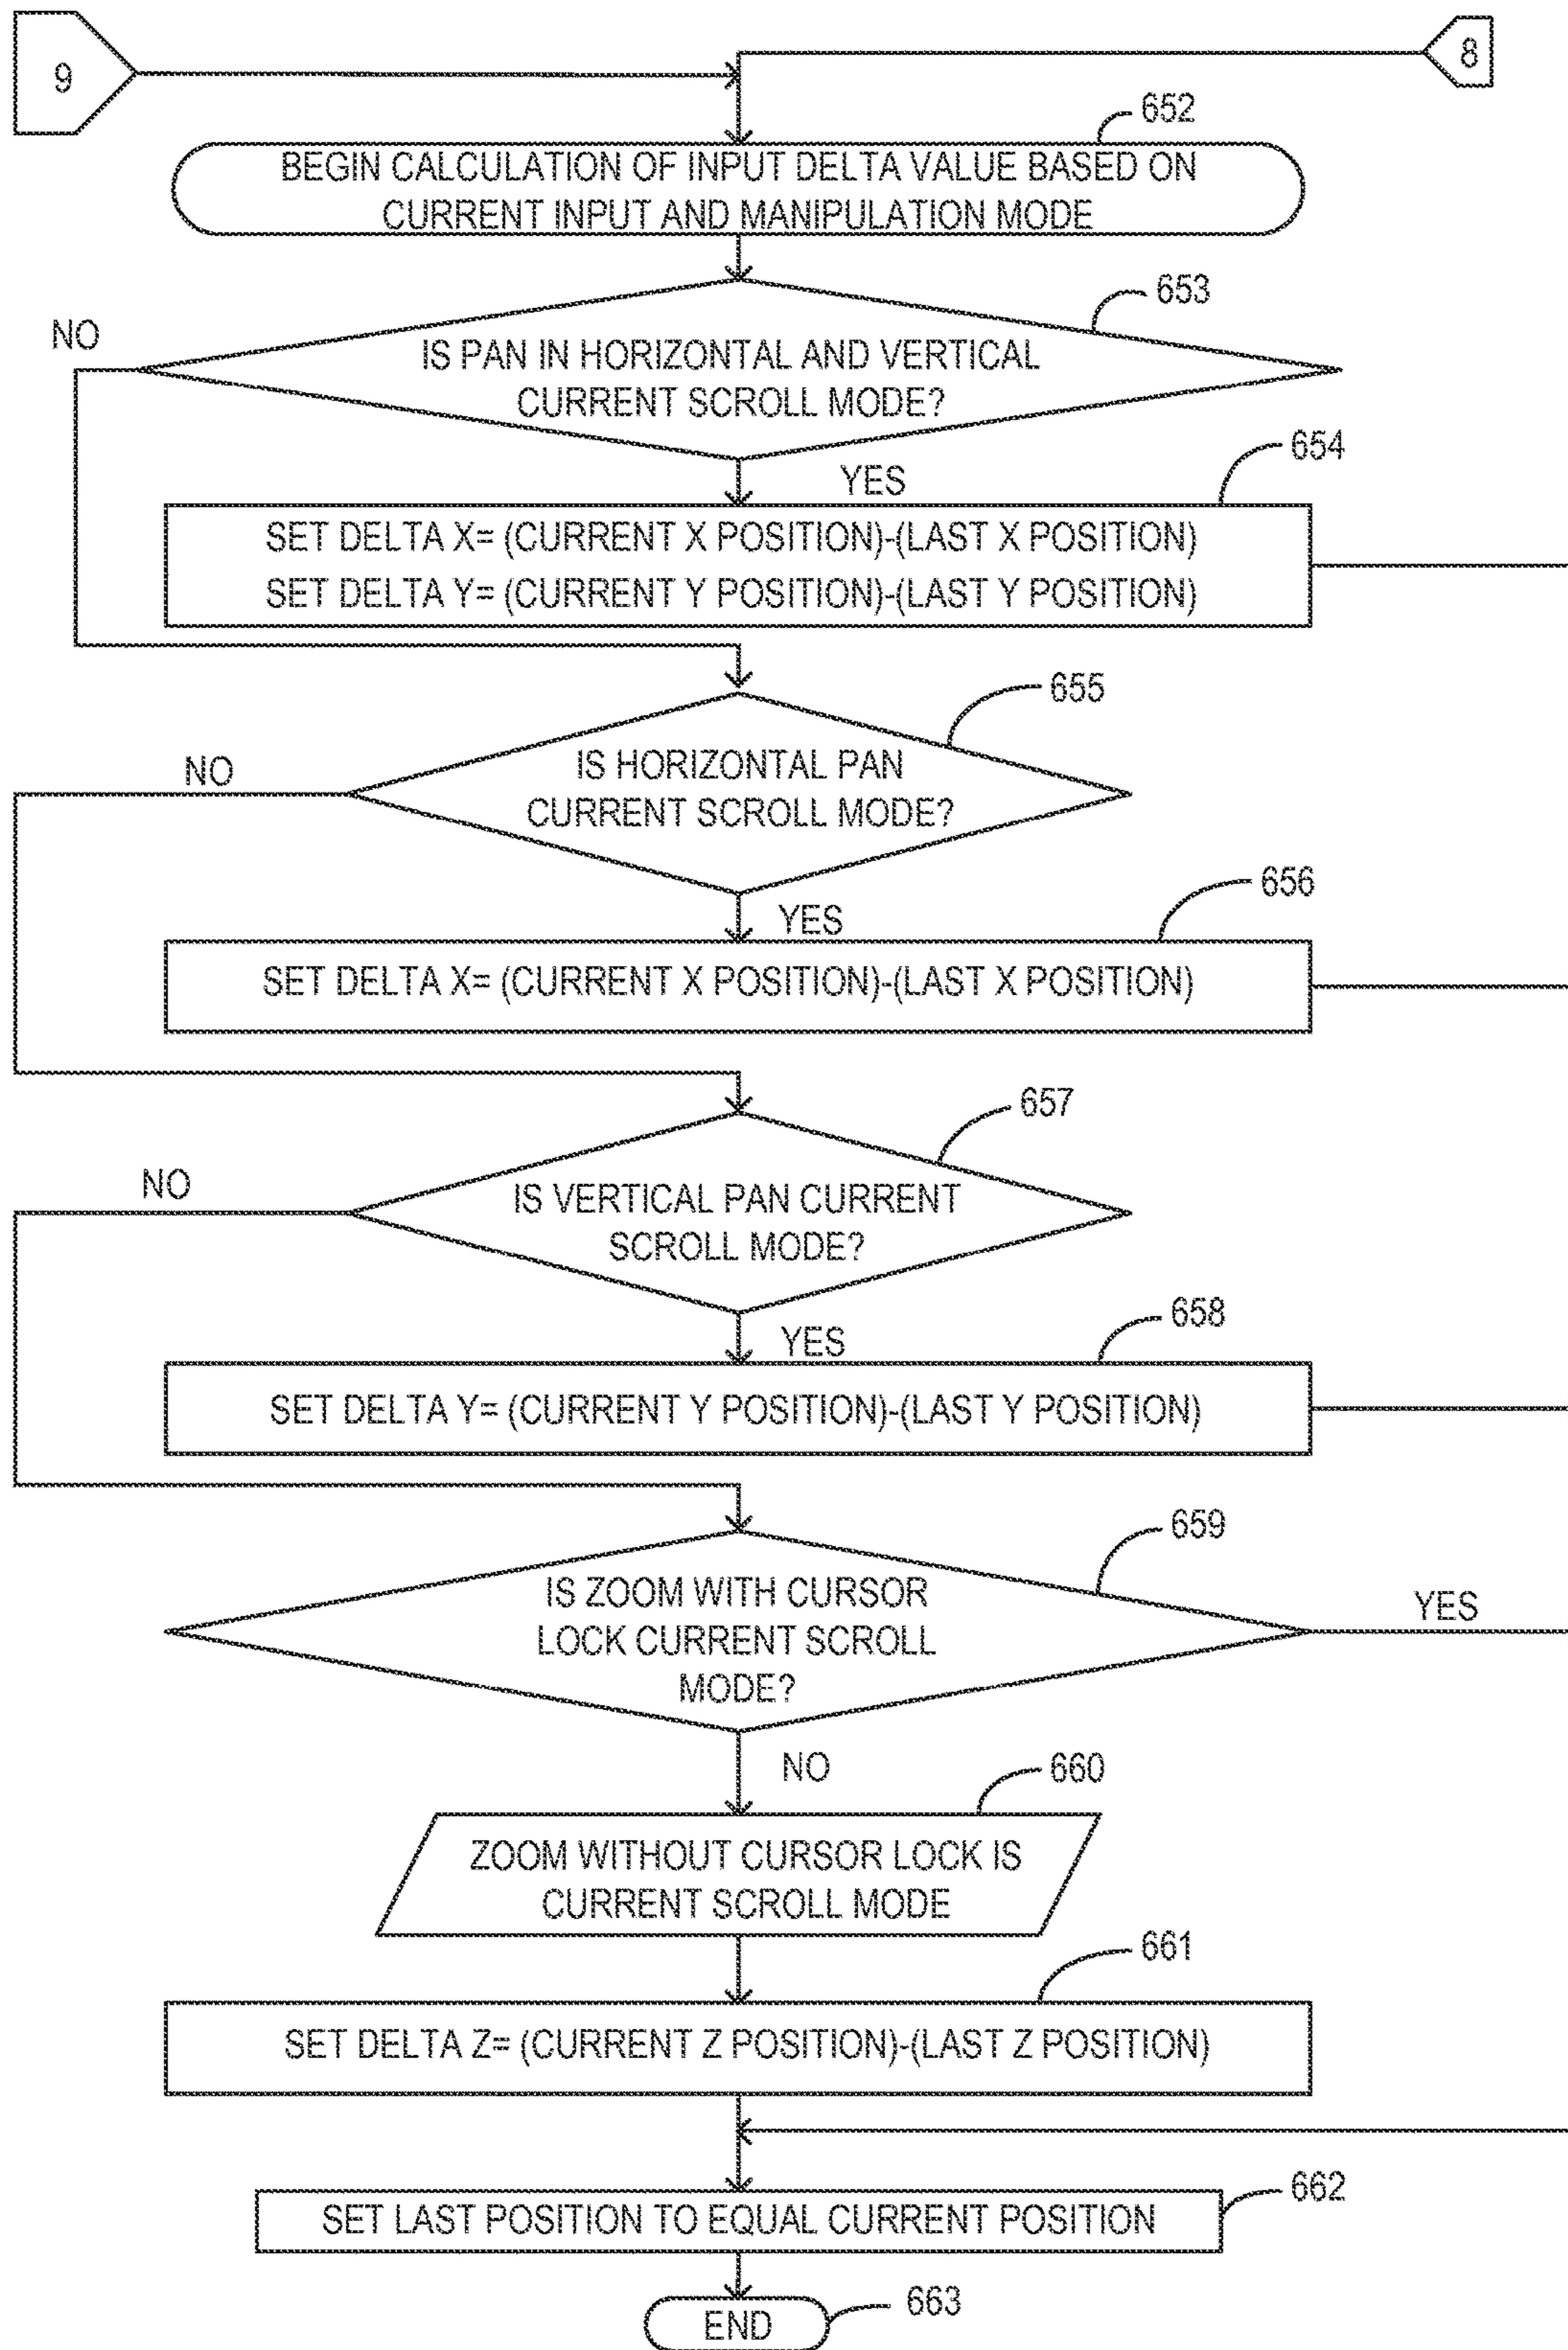 9
8
652
BEGIN CALCULATION OF INPUT DELTA VALUE BASED ON
CURRENT INPUT AND MANIPULATION MODE
653
NO
IS PAN IN HORIZONTAL AND VERTICAL
CURRENT SCROLL MODE?
654
YES
SET DELTA X= (CURRENT X POSITION)-(LAST X POSITION)
SET DELTA Y= (CURRENT Y POSITION)-(LAST Y POSITION)
655
NO
IS HORIZONTAL PAN
CURRENT SCROLL MODE?
656
YES
SET DELTA X= (CURRENT X POSITION)-(LAST X POSITION)
657
NO
IS VERTICAL PAN CURRENT
SCROLL MODE?
658
YES
SET DELTA Y= (CURRENT Y POSITION)-(LAST Y POSITION)
659
IS ZOOM WITH CURSOR
LOCK CURRENT SCROLL
MODE?
YES
NO
660
ZOOM WITHOUT CURSOR LOCK IS
CURRENT SCROLL MODE
661
SET DELTA Z= (CURRENT Z POSITION)-(LAST Z POSITION)
662
SET LAST POSITION TO EQUAL CURRENT POSITION
663
END